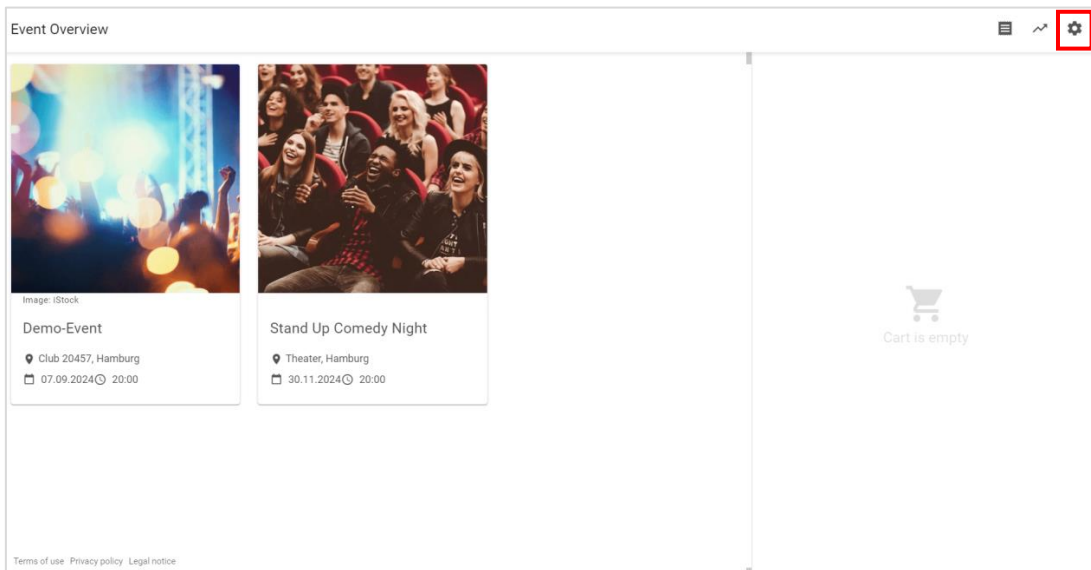 Event Overview
Image: iStock
Demo-Event
Club 20457, Hamburg
07.09.2024 20:00
Stand Up Comedy Night
Theater, Hamburg
30.11.2024 20:00
Cart is empty
Terms of use Privacy policy Legal notice